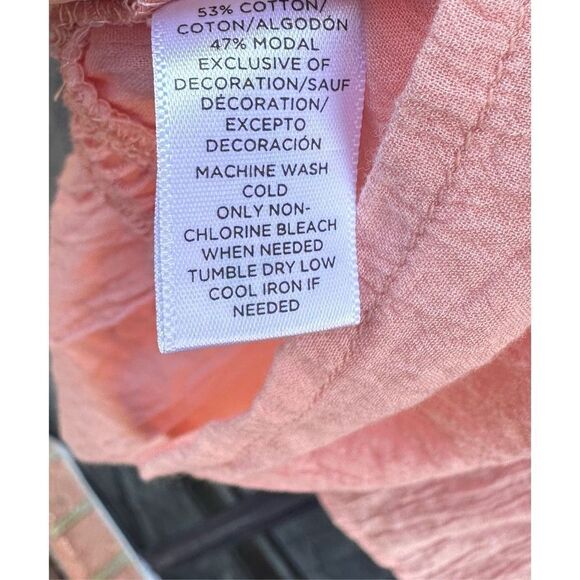 53% COTTON/
COTON/ALGODÓN
47% MODAL
EXCLUSIVE OF
DECORATION/SAUF
DÉCORATION/
EXCEPTO
DECORACIÓN
MACHINE WASH
COLD
ONLY NON-
CHLORINE BLEACH
WHEN NEEDED
TUMBLE DRY LOW
COOL IRON IF
NEEDED